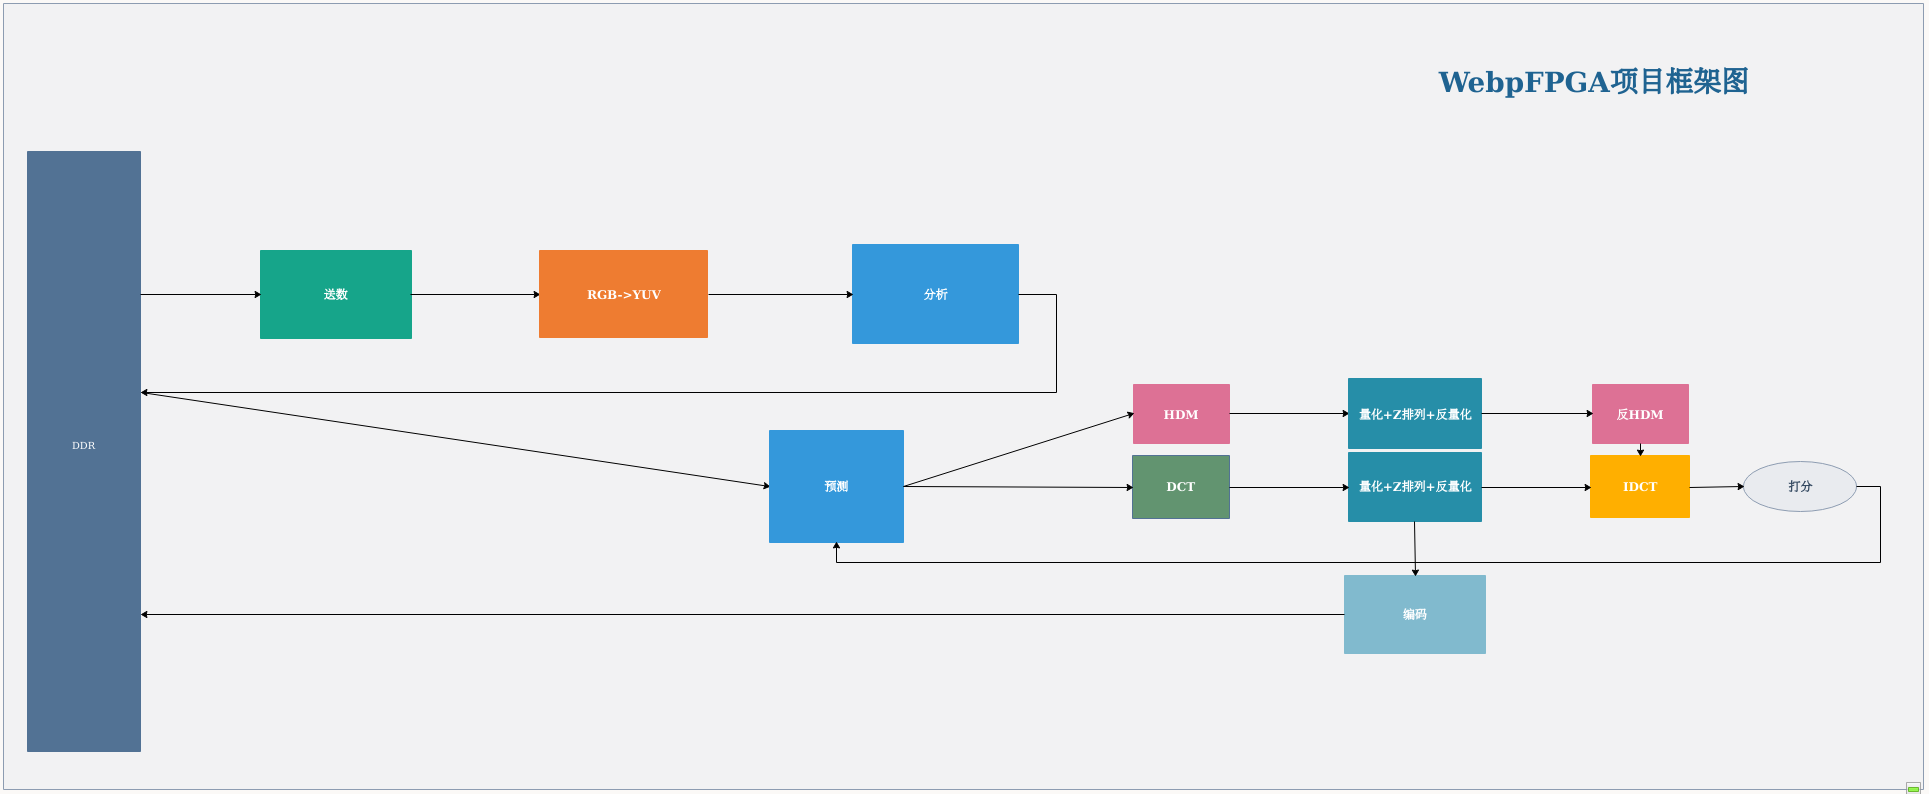 WebpFPGA项目框架图
送数
RGB->YUV
分析
DDR
HDM
量化+Z排列+反量化
反HDM
预测
DCT
量化+Z排列+反量化
IDCT
打分
编码